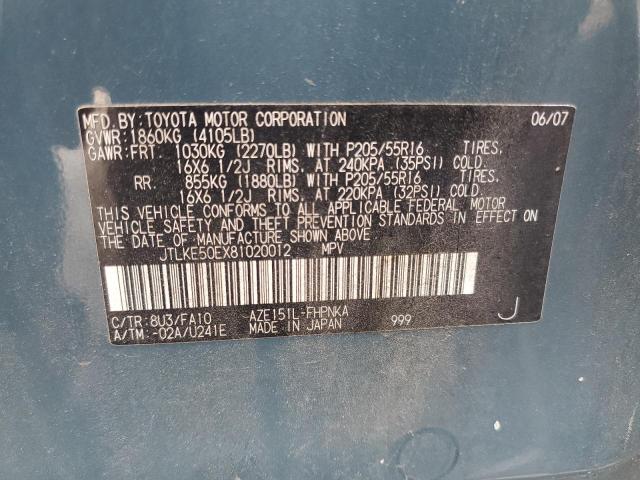 MFD. BY: TOYOTA MOTOR CORPORATION 06/07
GVWR: 1860KG (4105LB)
GAWR: FRT. 1030KG (2270LB) WITH P205/55R16 TIRES.
16X6 1/2J RIMS, AT 240KPA (35PSI) COLD.
RR. 855KG (1880LB) WITH P205/55R16 TIRES.
16X6 1/2J RIMS, AT 220KPA (32PSI) COLD.
THIS VEHICLE CONFORMS TO ALL APPLICABLE FEDERAL MOTOR
VEHICLE SAFETY AND THEFT PREVENTION STANDARDS IN EFFECT ON
THE DATE OF MANUFACTURE SHOWN ABOVE.
JTLKE50EX81020012 MPV
C/TR: 8U3/FA10 AZE151L-FHPNKA
A/TM: -02A/U241E MADE IN JAPAN 999 J